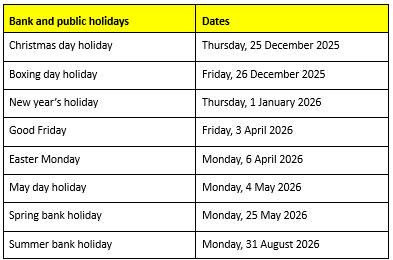 Bank and public holidays Dates
Christmas day holiday Thursday, 25 December 2025
Boxing day holiday Friday, 26 December 2025
New year's holiday Thursday, 1 January 2026
Good Friday Friday, 3 April 2026
Easter Monday Monday, 6 April 2026
May day holiday Monday, 4 May 2026
Spring bank holiday Monday, 25 May 2026
Summer bank holiday Monday, 31 August 2026